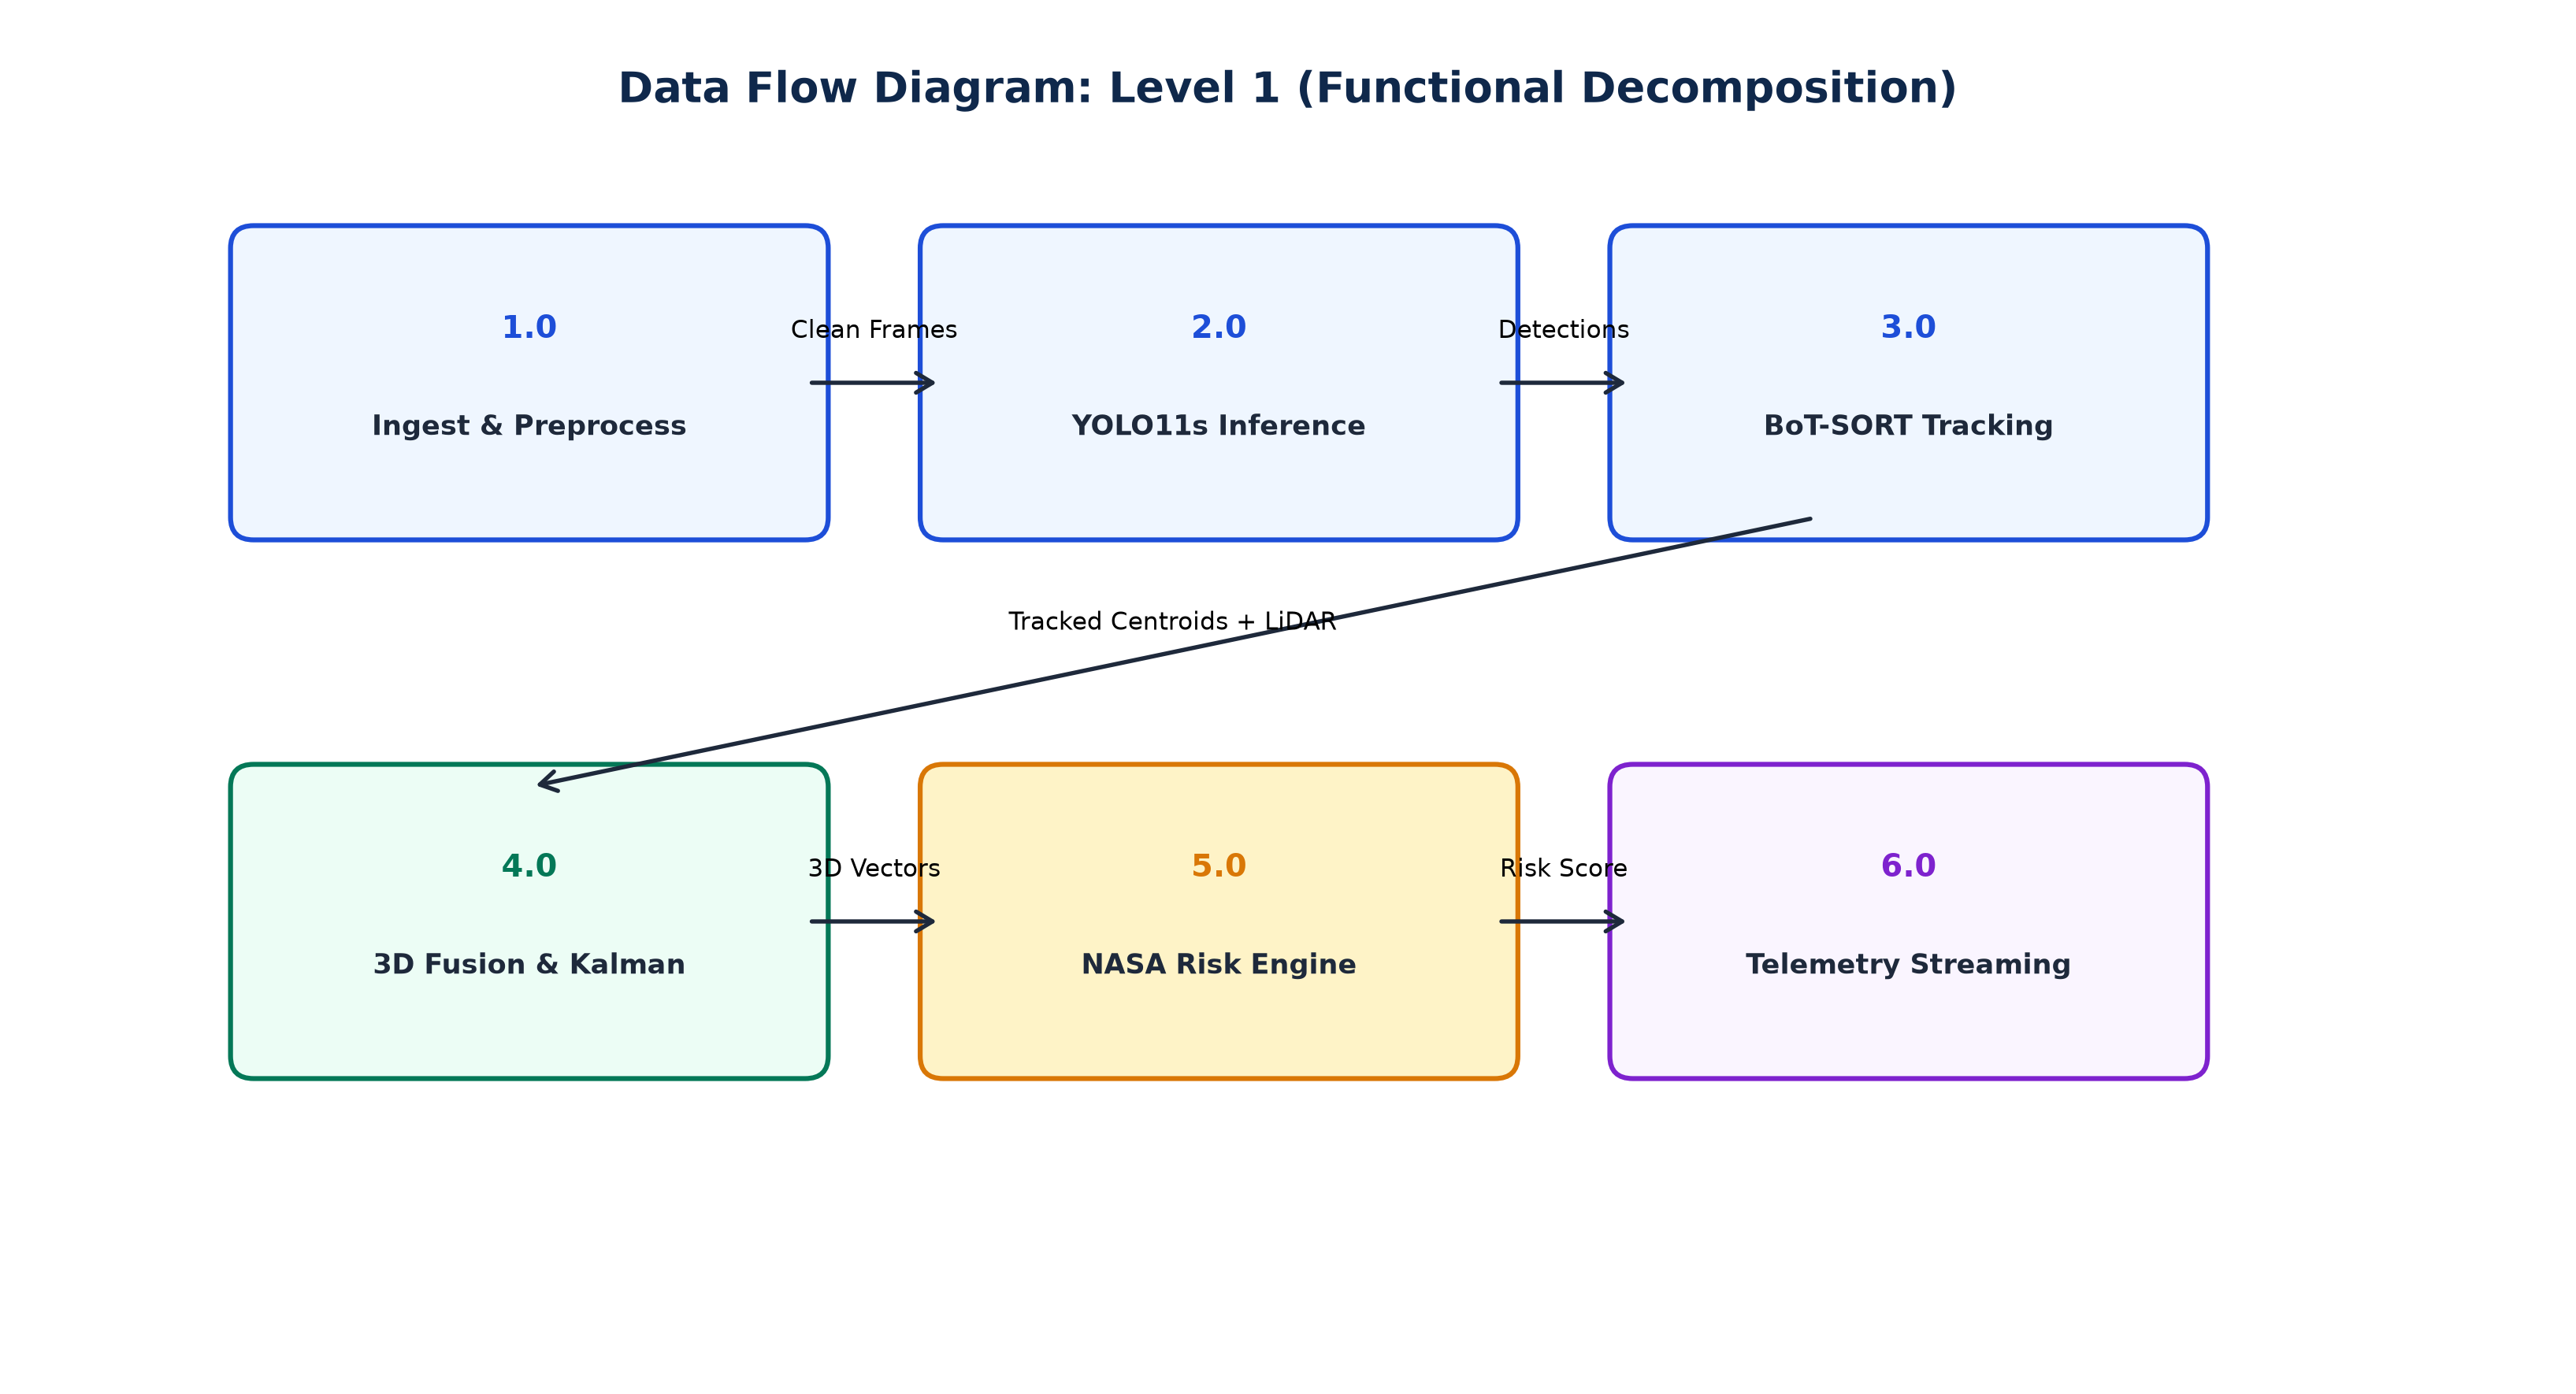 Data Flow Diagram: Level 1 (Functional Decomposition)
1.0
Ingest & Preprocess
Clean Frames
2.0
YOLO11s Inference
Detections
3.0
BoT-SORT Tracking
Tracked Centroids + LiDAR
4.0
3D Fusion & Kalman
3D Vectors
5.0
NASA Risk Engine
Risk Score
6.0
Telemetry Streaming